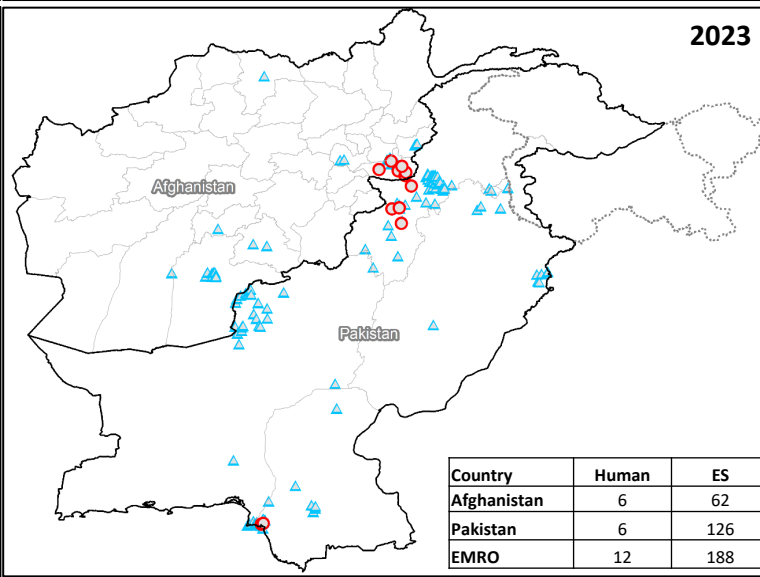 2023
Afghanistan
Pakistan
Country Human ES
Afghanistan 6 62
Pakistan 6 126
EMRO 12 188